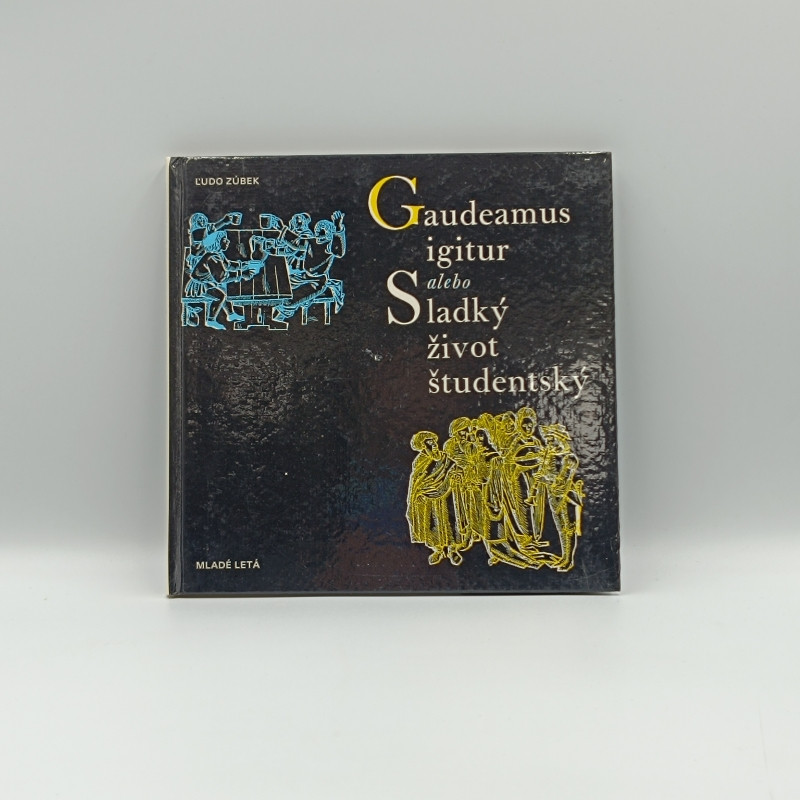 ĽUDO ZÚBEK
Gaudeamus
igitur
alebo
Sladký
život
študentský
MLADÉ LETÁ